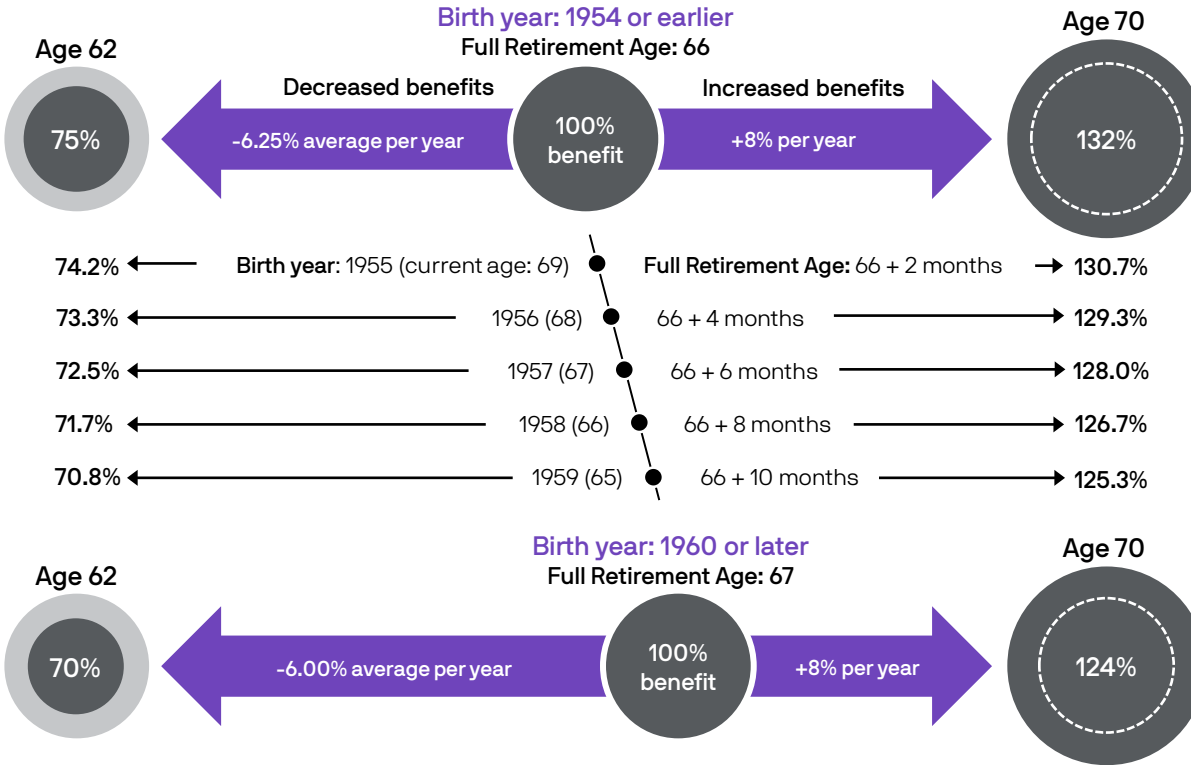 Birth year: 1954 or earlier
Age 62
Full Retirement Age: 66
Age 70
Decreased benefits
Increased benefits
75%
-6.25% average per year
100%
benefit
+8% per year
132%
74.2%
Birth year: 1955 (current age: 69)
Full Retirement Age: 66 + 2 months
130.7%
73.3%
1956 (68)
66 + 4 months
129.3%
72.5%
1957 (67)
66 + 6 months
128.0%
71.7%
1958 (66)
66 + 8 months
126.7%
70.8%
1959 (65)
66 + 10 months
125.3%
Birth year: 1960 or later
Age 62
Full Retirement Age: 67
Age 70
70%
-6.00% average per year
100%
benefit
+8% per year
124%